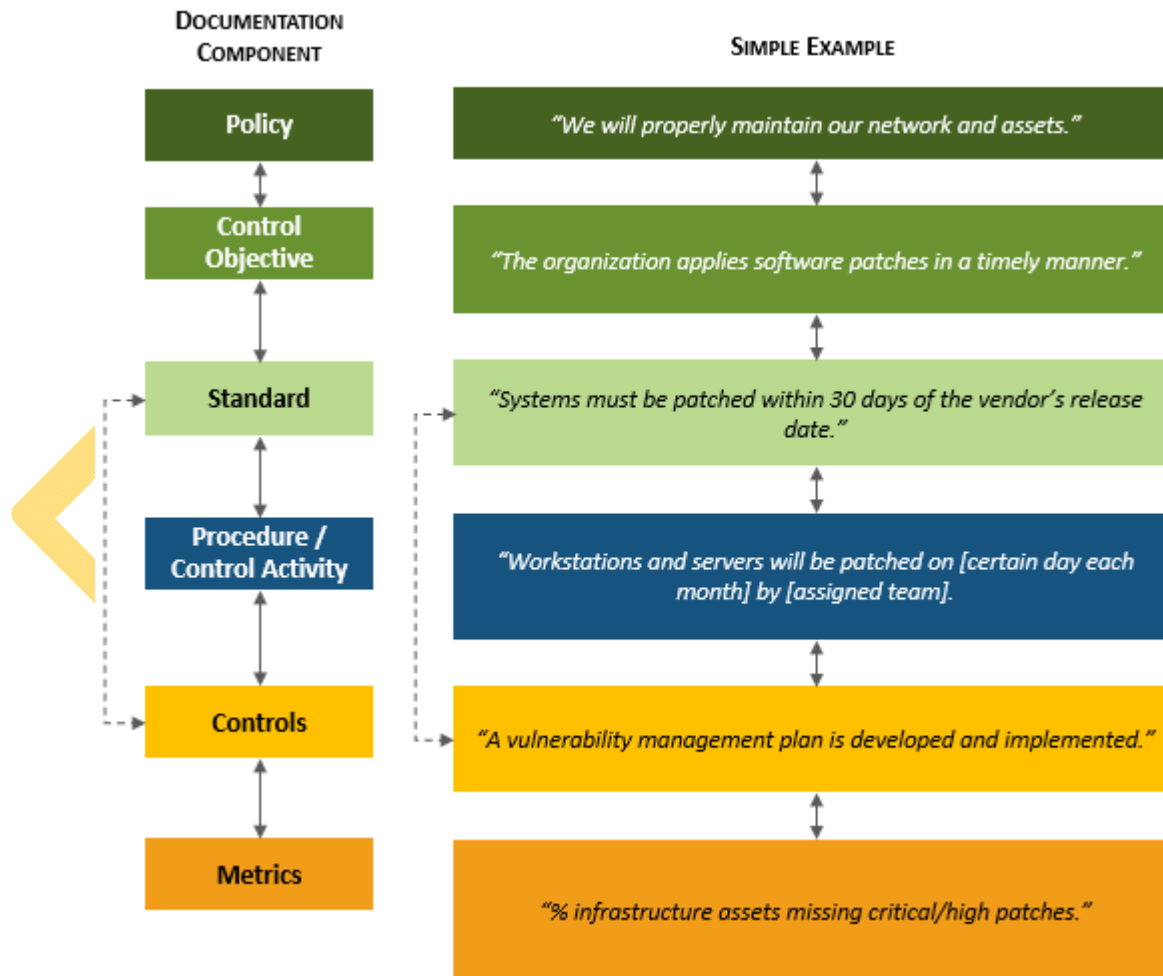 DOCUMENTATION
COMPONENT
SIMPLE EXAMPLE
Policy
“We will properly maintain our network and assets.”
Control
Objective
“The organization applies software patches in a timely manner.”
Standard
“Systems must be patched within 30 days of the vendor’s release
date.”
Procedure /
Control Activity
“Workstations and servers will be patched on [certain day each
month] by [assigned team].
Controls
“A vulnerability management plan is developed and implemented.”
Metrics
“% infrastructure assets missing critical/high patches.”